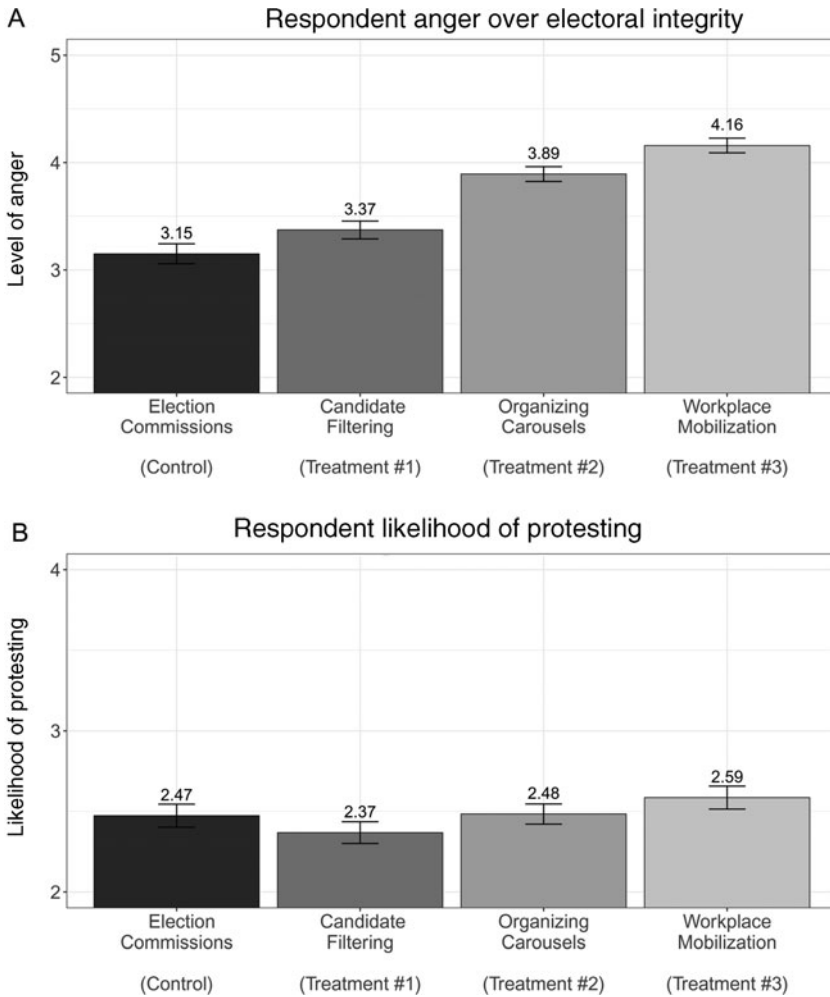 A
Respondent anger over electoral integrity
Level of anger
5
4
3
2
3.15
3.37
3.89
4.16
Election
Commissions
(Control)
Candidate
Filtering
(Treatment #1)
Organizing
Carousels
(Treatment #2)
Workplace
Mobilization
(Treatment #3)
B
Respondent likelihood of protesting
Likelihood of protesting
4
3
2
2.47
2.37
2.48
2.59
Election
Commissions
(Control)
Candidate
Filtering
(Treatment #1)
Organizing
Carousels
(Treatment #2)
Workplace
Mobilization
(Treatment #3)